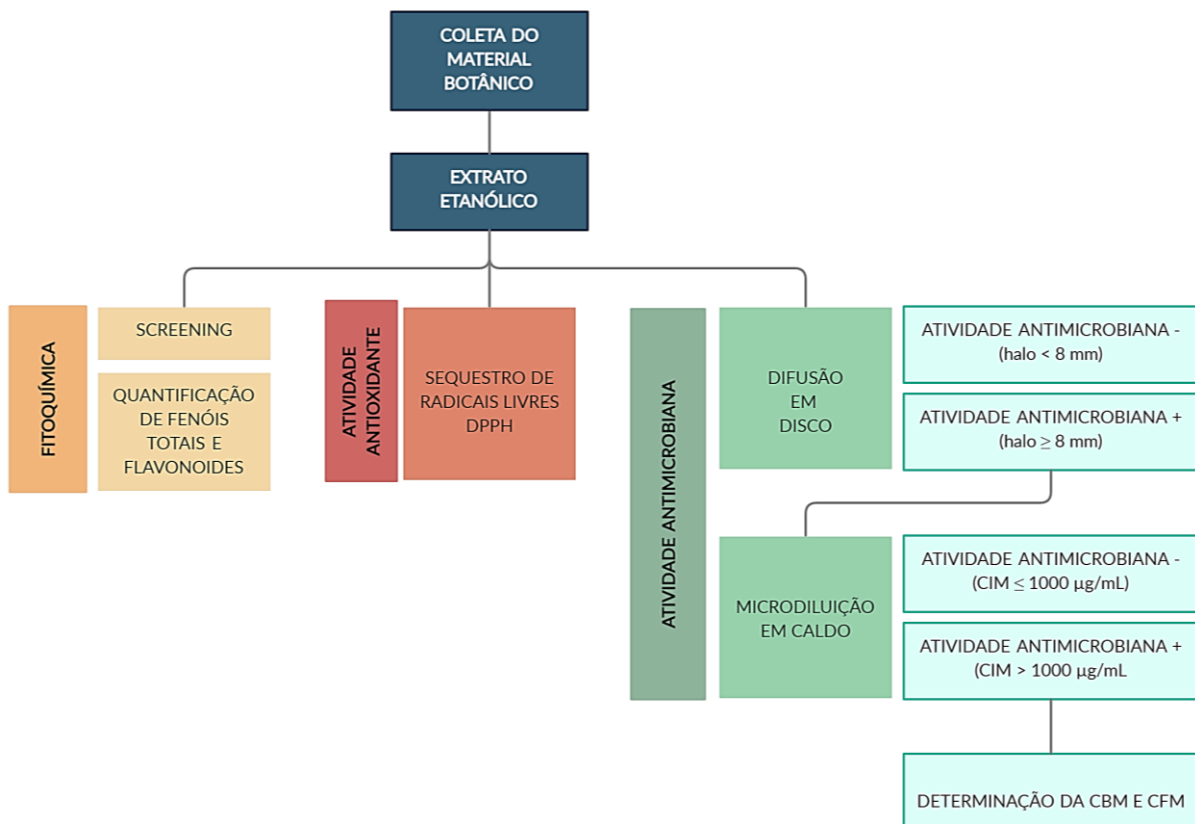 COLETA DO
MATERIAL
BOTÂNICO
EXTRATO
ETANÓLICO
FITOQUÍMICA
SCREENING
QUANTIFICAÇÃO
DE FENÓIS
TOTAIS E
FLAVONOIDES
ATIVIDADE
ANTIOXIDANTE
SEQUESTRO DE
RADICAIS LIVRES
DPPH
ATIVIDADE ANTIMICROBIANA
DIFUSÃO
EM
DISCO
ATIVIDADE ANTIMICROBIANA -
(halo < 8 mm)
ATIVIDADE ANTIMICROBIANA +
(halo ≥ 8 mm)
MICRODILUIÇÃO
EM CALDO
ATIVIDADE ANTIMICROBIANA -
(CIM ≤ 1000 µg/mL)
ATIVIDADE ANTIMICROBIANA +
(CIM > 1000 µg/mL
DETERMINAÇÃO DA CBM E CFM